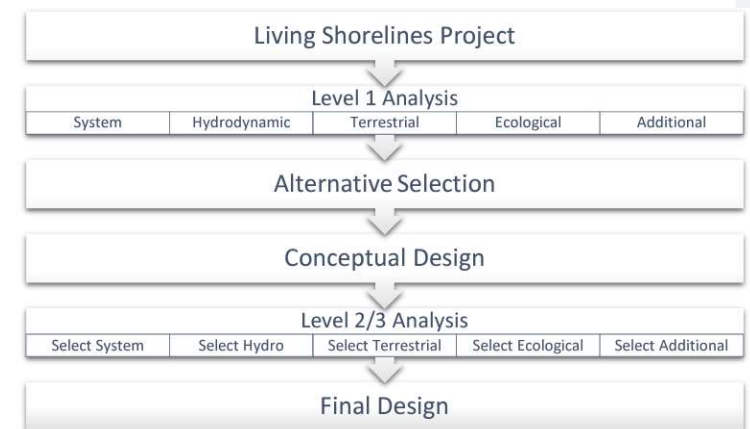 Living Shorelines Project
Level 1 Analysis
System Hydrodynamic Terrestrial Ecological Additional
Alternative Selection
Conceptual Design
Level 2/3 Analysis
Select System Select Hydro Select Terrestrial Select Ecological Select Additional
Final Design